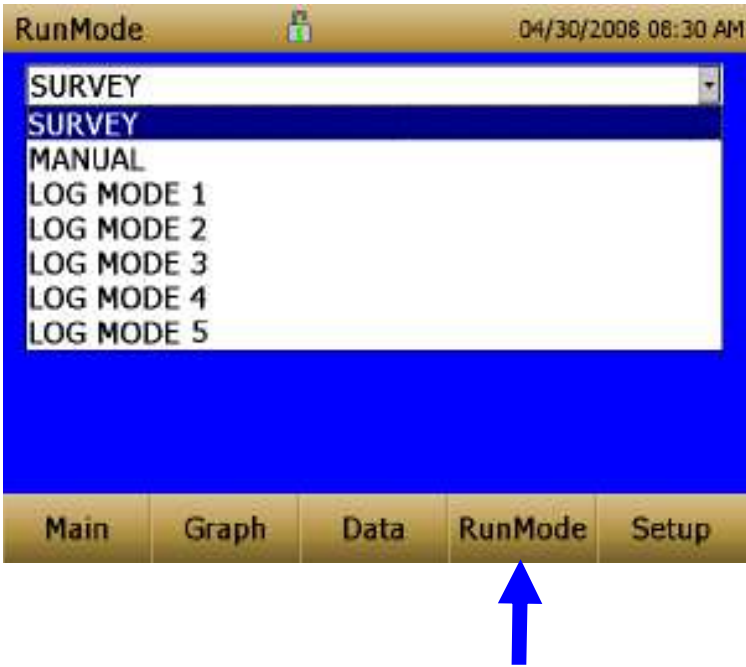 RunMode 04/30/2008 08:30 AM
SURVEY
SURVEY
MANUAL
LOG MODE 1
LOG MODE 2
LOG MODE 3
LOG MODE 4
LOG MODE 5
Main Graph Data RunMode Setup